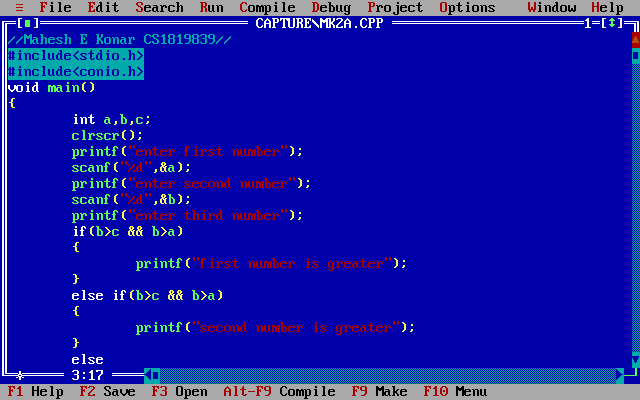 ≡ File Edit Search Run Compile Debug Project Options Window Help
[■] CAPTURE\MK2A.CPP 1=[↕]
//Mahesh E Konar CS1819839//
#include<stdio.h>
#include<conio.h>
void main()
{
int a,b,c;
clrscr();
printf("enter first number");
scanf("%d",&a);
printf("enter second number");
scanf("%d",&b);
printf("enter third number");
if(b>c && b>a)
{
printf("first number is greater");
}
else if(b>c && b>a)
{
printf("second number is greater");
}
else
3:17
F1 Help F2 Save F3 Open Alt-F9 Compile F9 Make F10 Menu